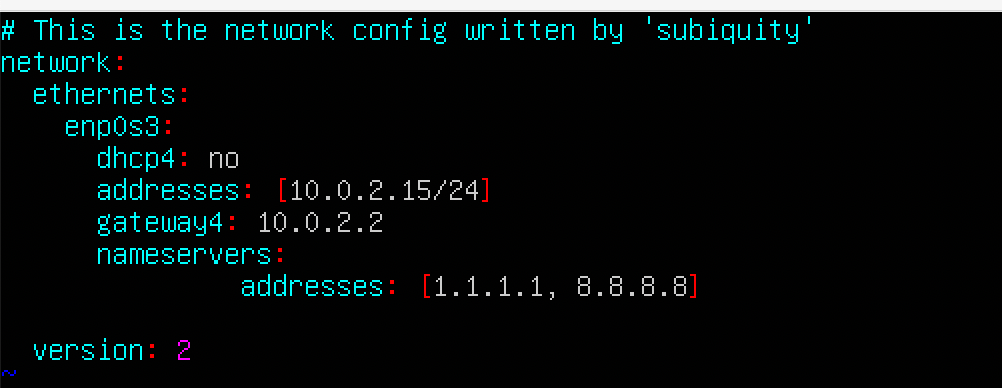 # This is the network config written by 'subiquity'
network:
  ethernets:
    enp0s3:
      dhcp4: no
      addresses: [10.0.2.15/24]
      gateway4: 10.0.2.2
      nameservers:
               addresses: [1.1.1.1, 8.8.8.8]

  version: 2
~